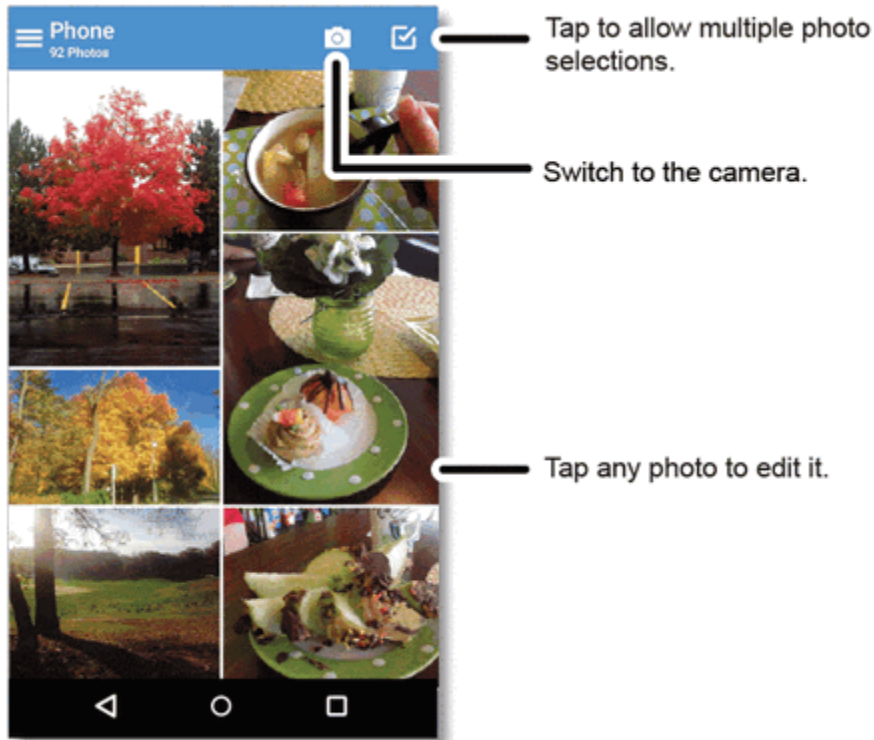 Phone
92 Photos
Tap to allow multiple photo
selections.
Switch to the camera.
Tap any photo to edit it.